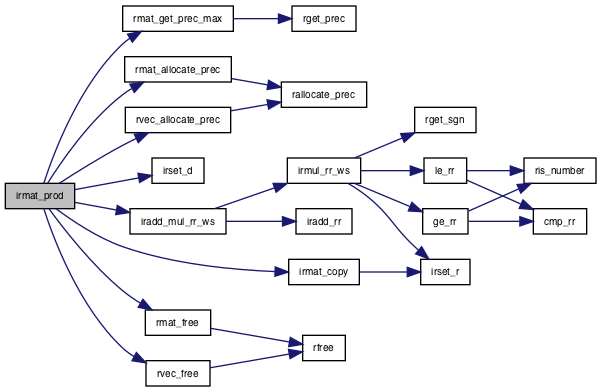 rmat_get_prec_max
rget_prec
rmat_allocate_prec
rallocate_prec
rvec_allocate_prec
rget_sgn
irset_d
irmul_rr_ws
le_rr
ris_number
irmat_prod
iradd_mul_rr_ws
iradd_rr
ge_rr
cmp_rr
irmat_copy
irset_r
rmat_free
rfree
rvec_free